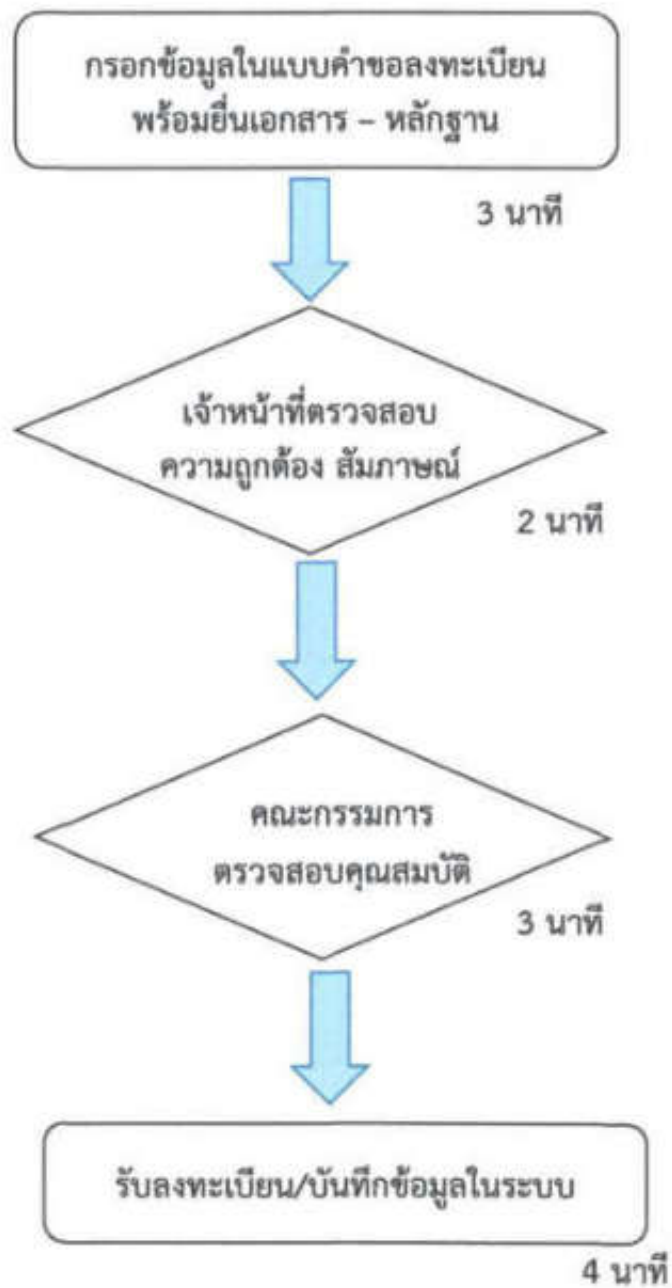 กรอกข้อมูลในแบบคำขอลงทะเบียน
พร้อมยื่นเอกสาร – หลักฐาน
3 นาที
เจ้าหน้าที่ตรวจสอบ
ความถูกต้อง สัมภาษณ์
2 นาที
คณะกรรมการ
ตรวจสอบคุณสมบัติ
3 นาที
รับลงทะเบียน/บันทึกข้อมูลในระบบ
4 นาที